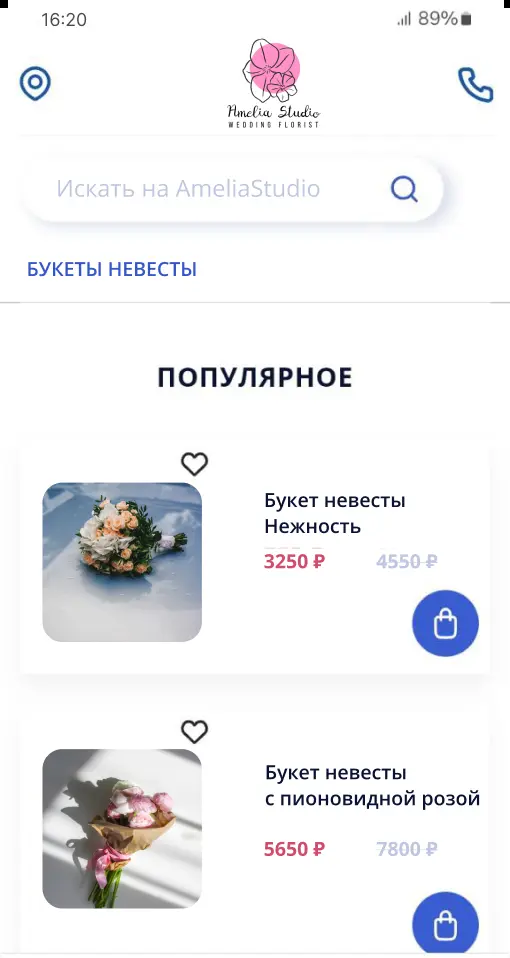 16:20
89%
Amelia Studio
WEDDING FLORIST
Искать на AmeliaStudio
БУКЕТЫ НЕВЕСТЫ
ПОПУЛЯРНОЕ
Букет невесты
Нежность
3250 ₽ 4550 ₽
Букет невесты
с пионовидной розой
5650 ₽ 7800 ₽